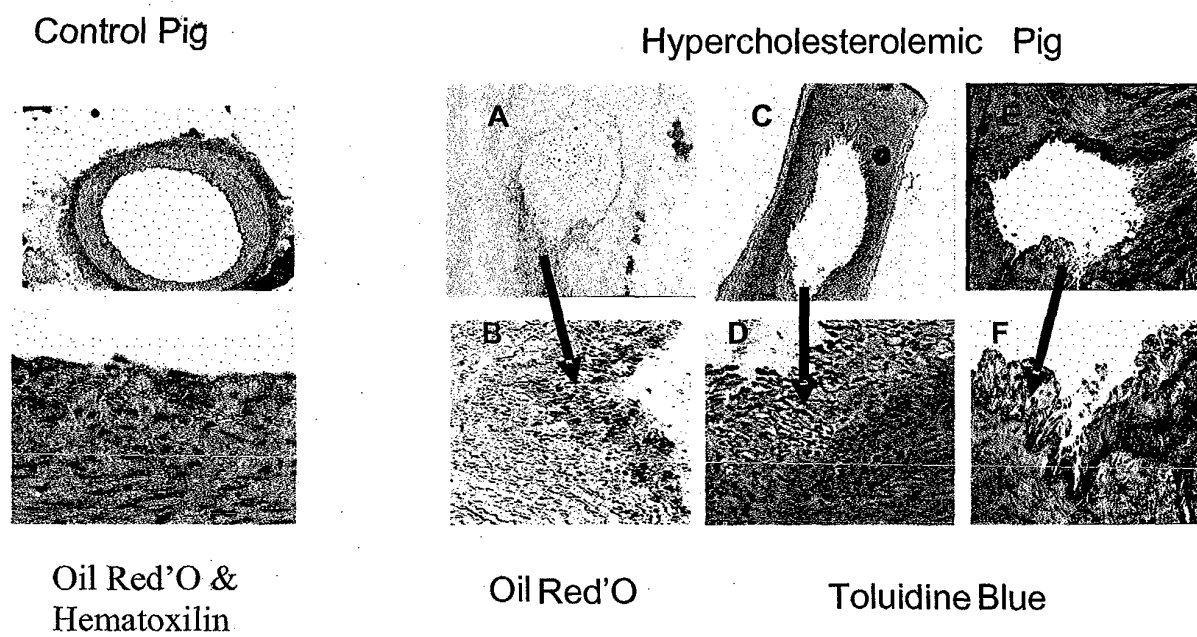 Control Pig
Hypercholesterolemic Pig
A
C
E
B
D
F
Oil Red'O &
Hematoxilin
Oil Red'O
Toluidine Blue